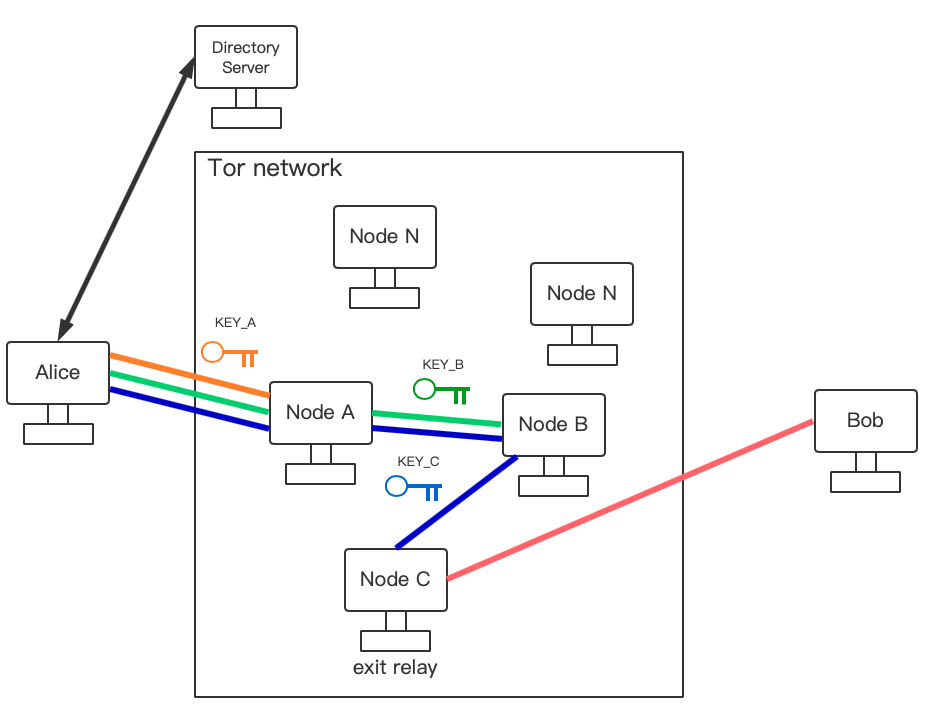 Directory
Server
Tor network
Node N
Node N
KEY_A
Alice
KEY_B
Node A
Node B
Bob
KEY_C
Node C
exit relay